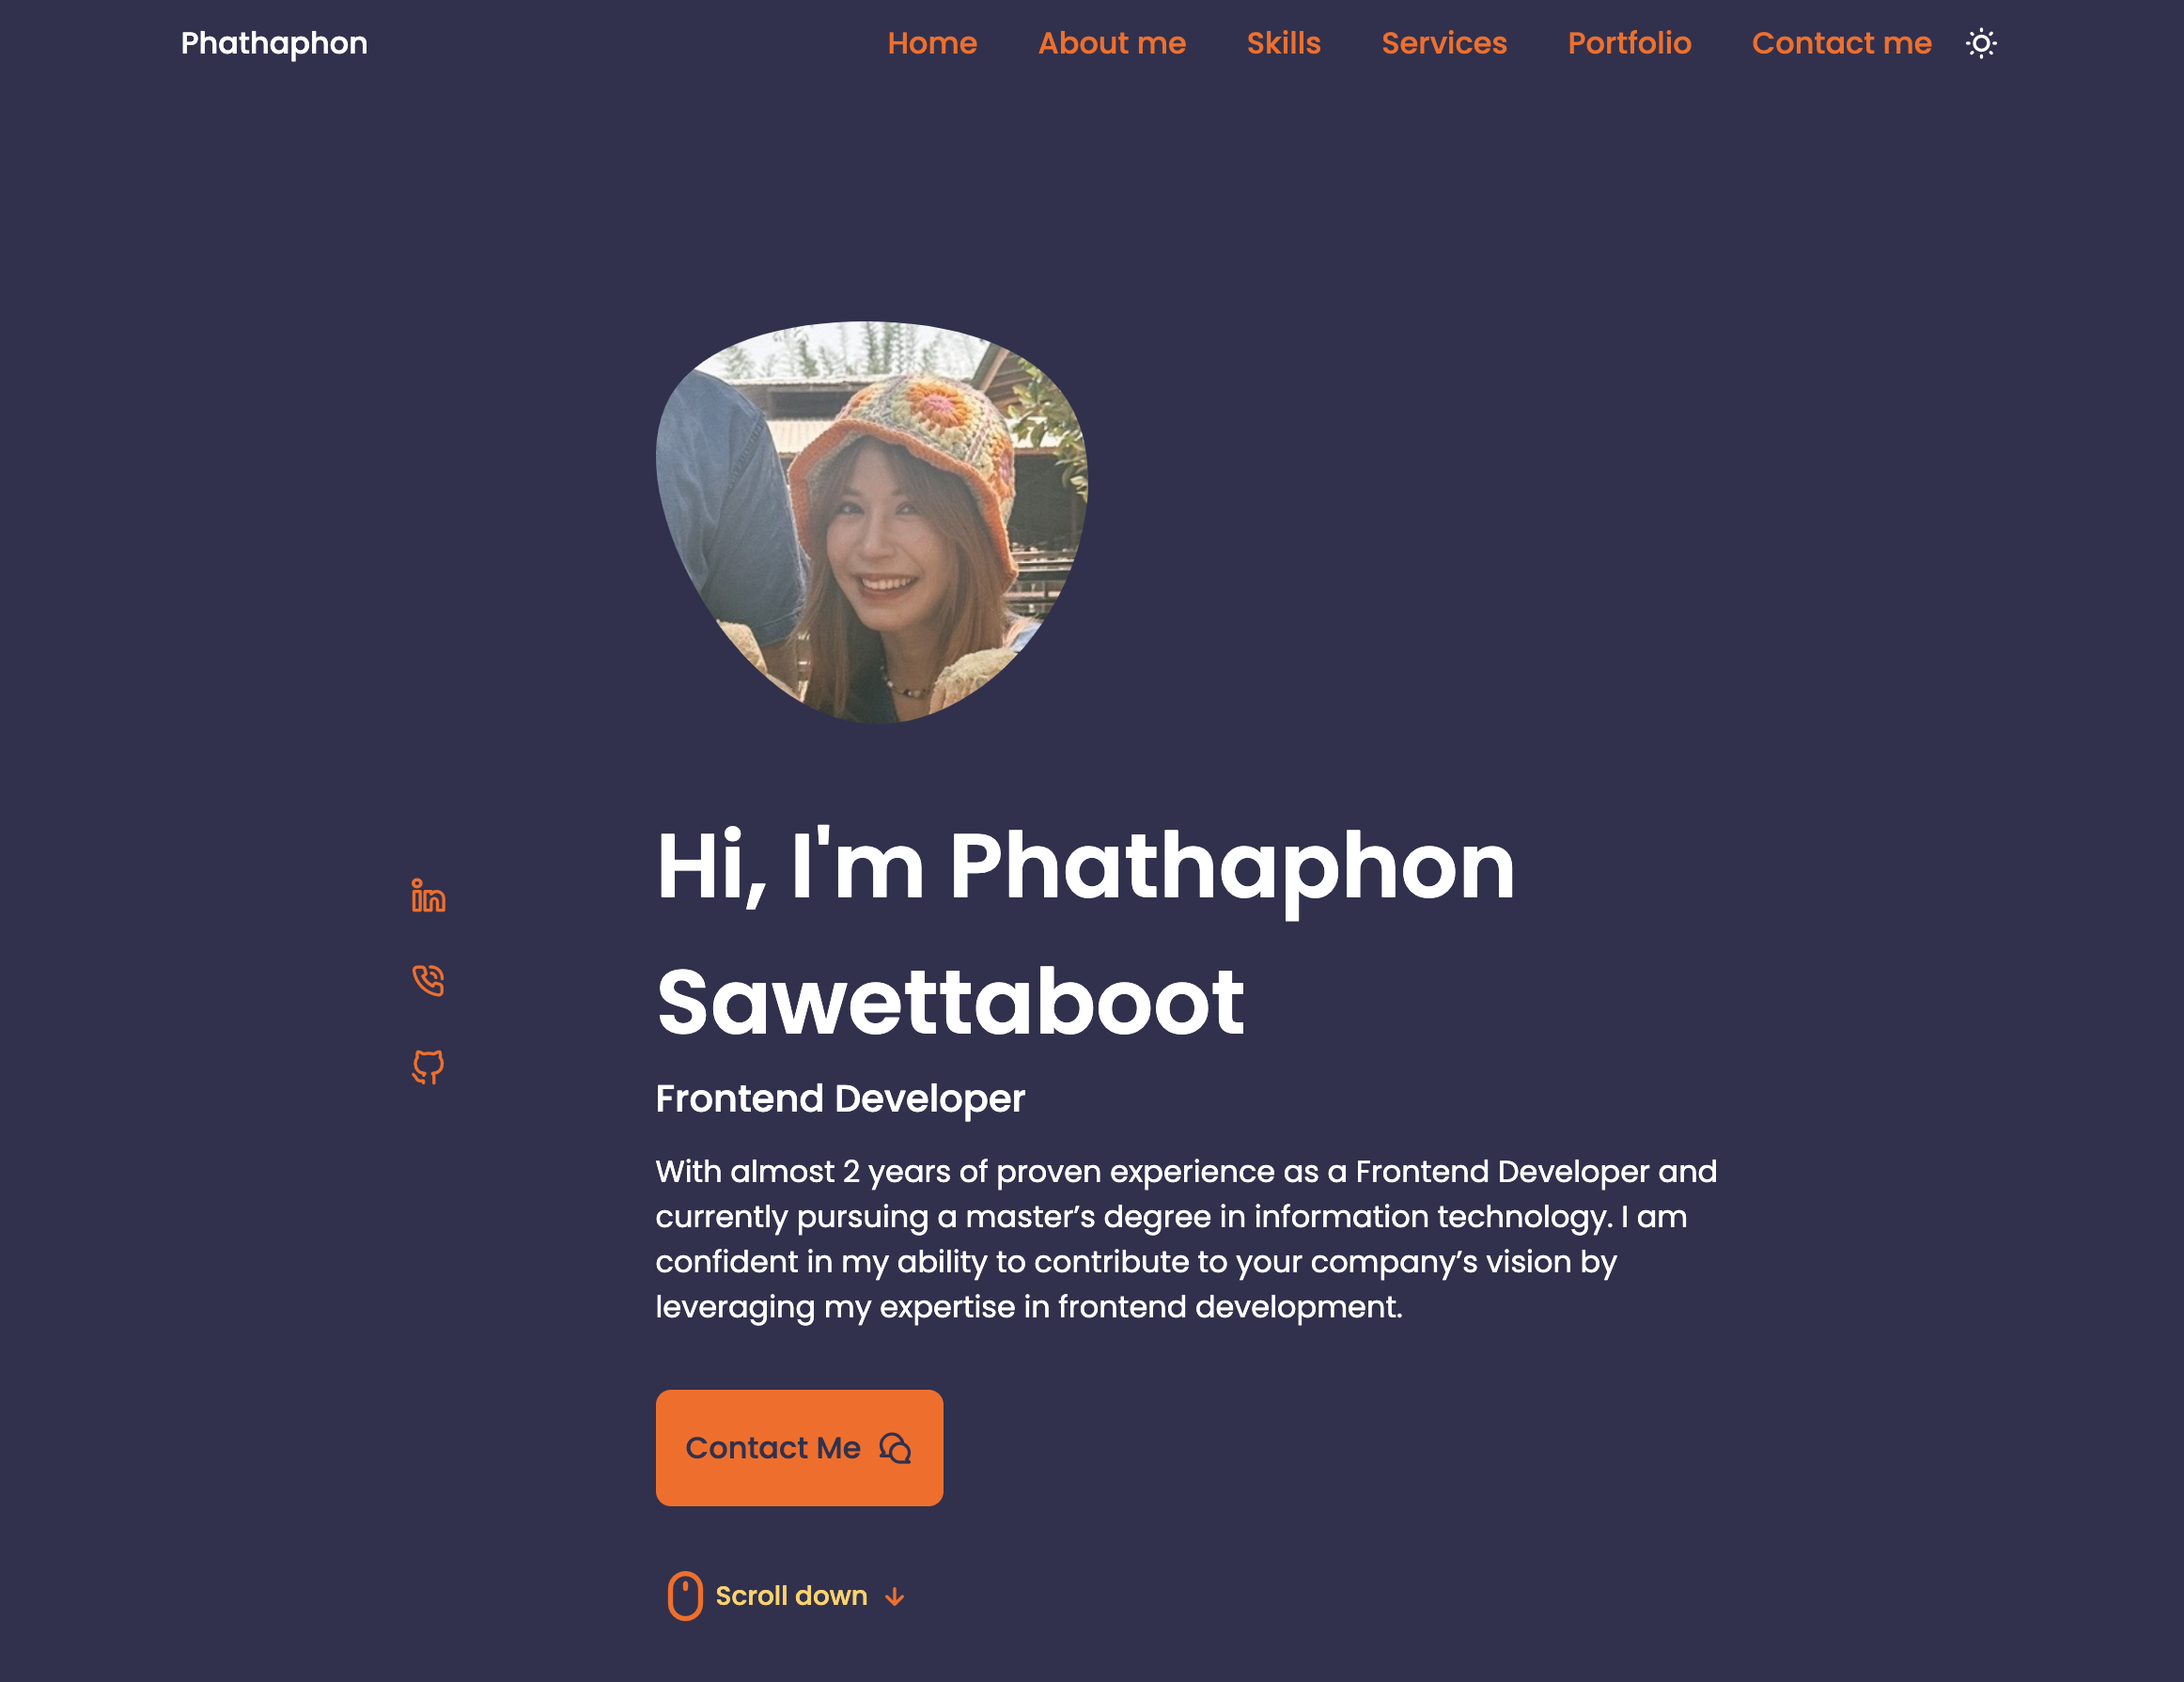 Phathaphon
Home
About me
Skills
Services
Portfolio
Contact me
Hi, I'm Phathaphon
Sawettaboot
Frontend Developer
With almost 2 years of proven experience as a Frontend Developer and
currently pursuing a master’s degree in information technology. I am
confident in my ability to contribute to your company’s vision by
leveraging my expertise in frontend development.
Contact Me
Scroll down